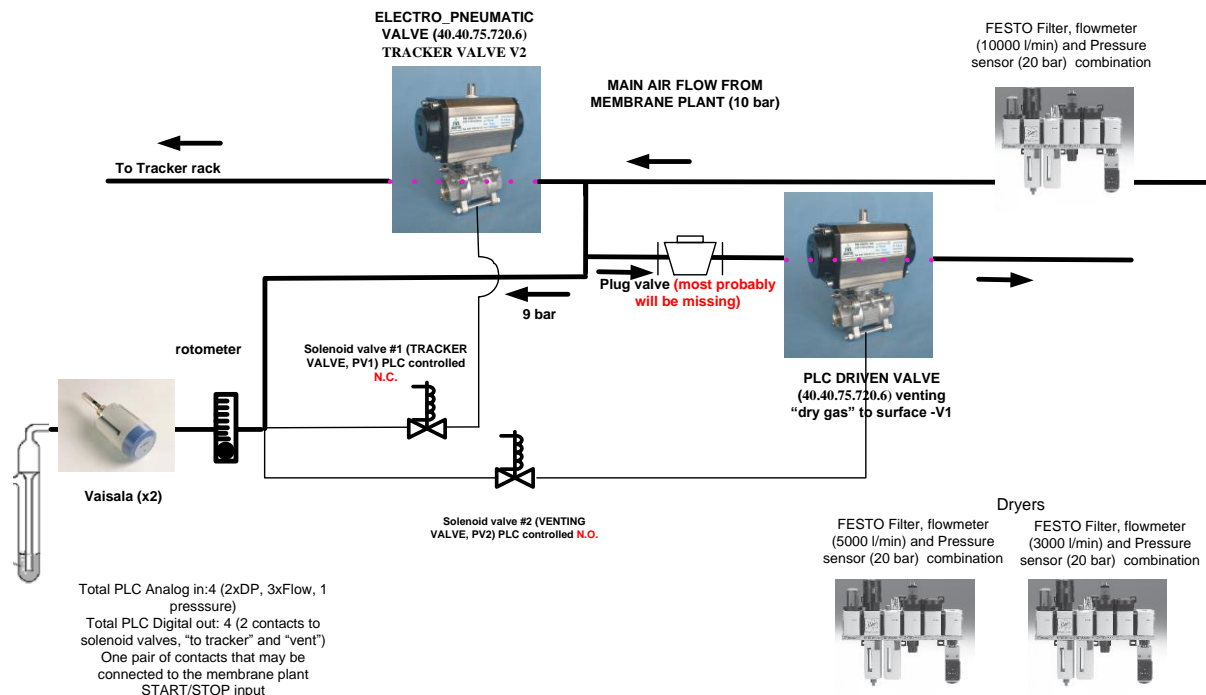 ELECTRO_PNEUMATIC
VALVE (40.40.75.720.6)
TRACKER VALVE V2
FESTO Filter, flowmeter
(10000 l/min) and Pressure
sensor (20 bar) combination
MAIN AIR FLOW FROM
MEMBRANE PLANT (10 bar)
To Tracker rack
Plug valve (most probably
will be missing)
9 bar
rotometer
Solenoid valve #1 (TRACKER
VALVE, PV1) PLC controlled
N.C.
PLC DRIVEN VALVE
(40.40.75.720.6) venting
“dry gas” to surface -V1
Vaisala (x2)
Solenoid valve #2 (VENTING
VALVE, PV2) PLC controlled N.O.
Dryers
FESTO Filter, flowmeter
(5000 l/min) and Pressure
sensor (20 bar) combination
FESTO Filter, flowmeter
(3000 l/min) and Pressure
sensor (20 bar) combination
Total PLC Analog in:4 (2xDP, 3xFlow, 1
presssure)
Total PLC Digital out: 4 (2 contacts to
solenoid valves, “to tracker” and “vent”)
One pair of contacts that may be
connected to the membrane plant
START/STOP input